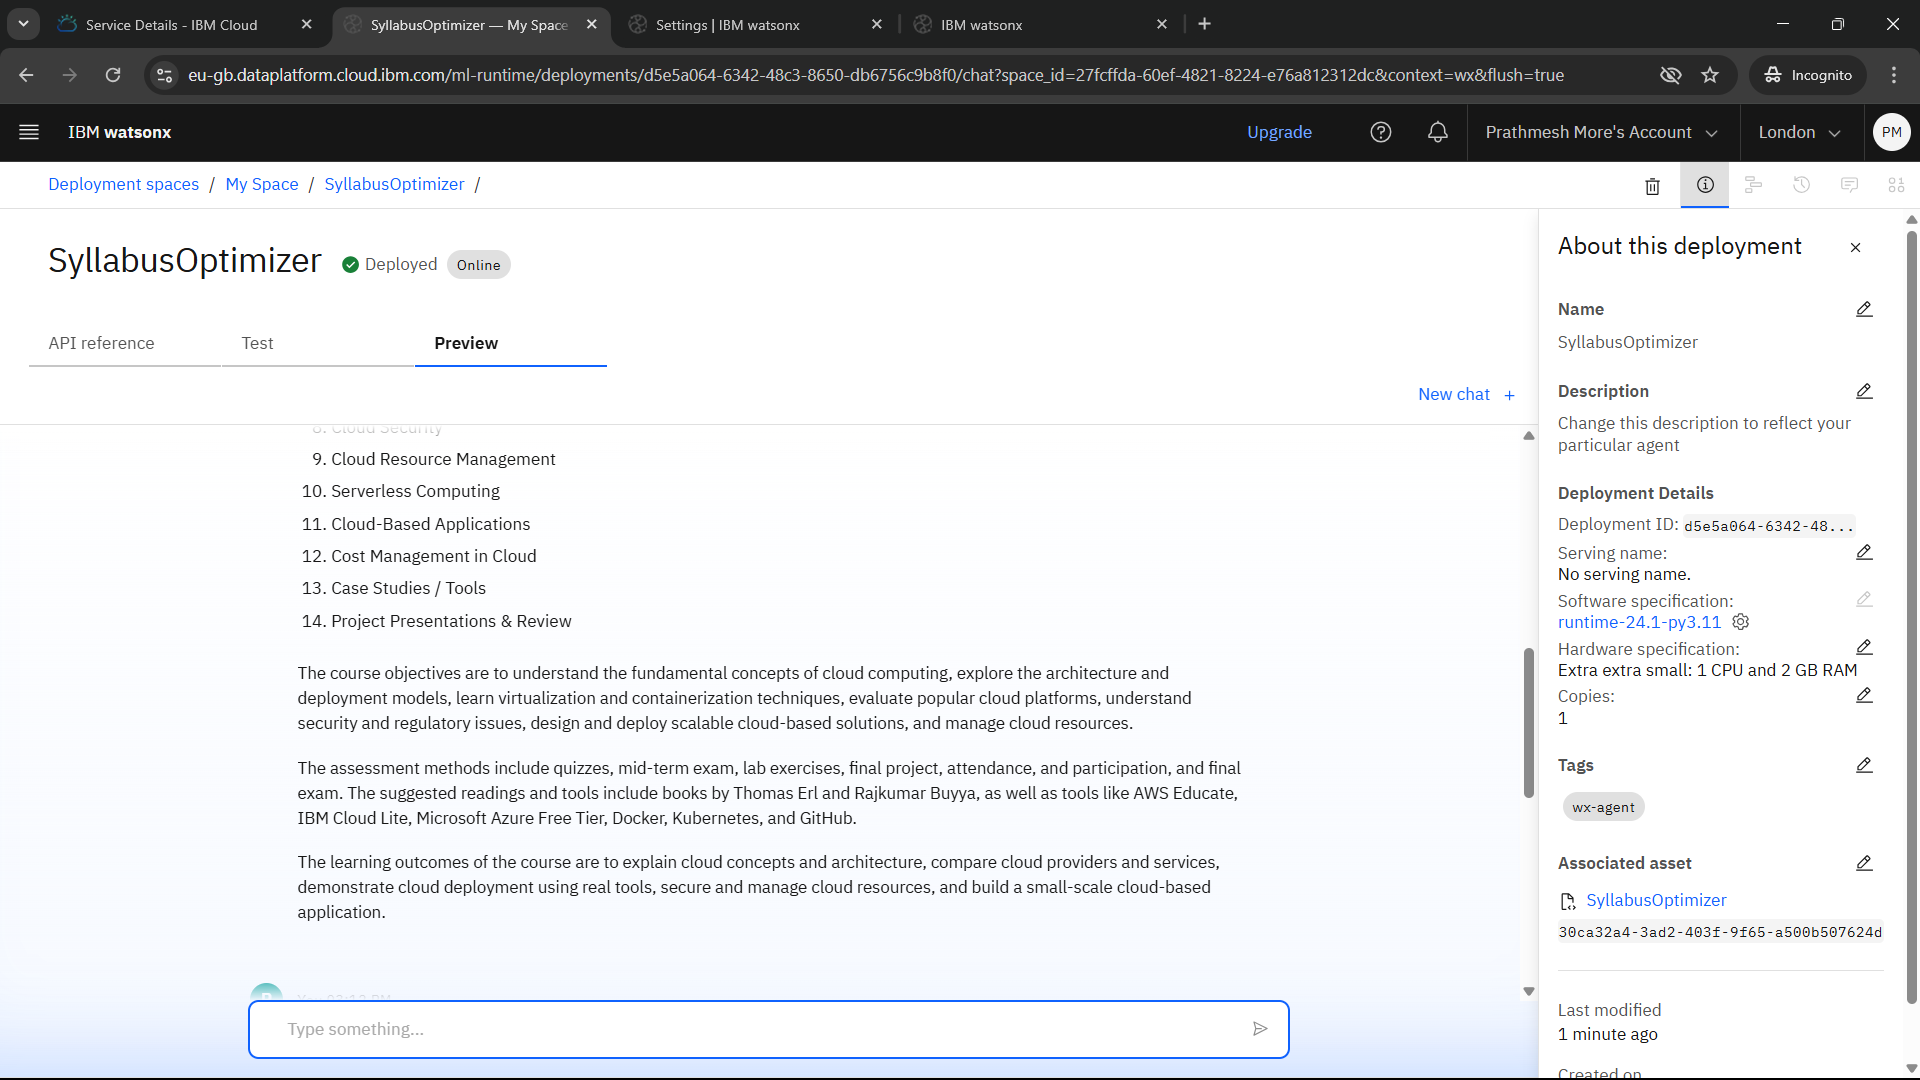 Service Details - IBM Cloud
SyllabusOptimizer — My Space
Settings | IBM watsonx
IBM watsonx
eu-gb.dataplatform.cloud.ibm.com/ml-runtime/deployments/d5e5a064-6342-48c3-8650-db6756c9b8f0/chat?space_id=27fcffda-60ef-4821-8224-e76a812312dc&context=wx&flush=true
Incognito
IBM watsonx
Upgrade
Prathmesh More's Account
London
PM
Deployment spaces / My Space / SyllabusOptimizer /
SyllabusOptimizer
Deployed
Online
API reference
Test
Preview
New chat +
8. Cloud Security
9. Cloud Resource Management
10. Serverless Computing
11. Cloud-Based Applications
12. Cost Management in Cloud
13. Case Studies / Tools
14. Project Presentations & Review
The course objectives are to understand the fundamental concepts of cloud computing, explore the architecture and
deployment models, learn virtualization and containerization techniques, evaluate popular cloud platforms, understand
security and regulatory issues, design and deploy scalable cloud-based solutions, and manage cloud resources.
The assessment methods include quizzes, mid-term exam, lab exercises, final project, attendance, and participation, and final
exam. The suggested readings and tools include books by Thomas Erl and Rajkumar Buyya, as well as tools like AWS Educate,
IBM Cloud Lite, Microsoft Azure Free Tier, Docker, Kubernetes, and GitHub.
The learning outcomes of the course are to explain cloud concepts and architecture, compare cloud providers and services,
demonstrate cloud deployment using real tools, secure and manage cloud resources, and build a small-scale cloud-based
application.
Type something...
About this deployment
Name
SyllabusOptimizer
Description
Change this description to reflect your
particular agent
Deployment Details
Deployment ID: d5e5a064-6342-48...
Serving name:
No serving name.
Software specification:
runtime-24.1-py3.11
Hardware specification:
Extra extra small: 1 CPU and 2 GB RAM
Copies:
1
Tags
wx-agent
Associated asset
SyllabusOptimizer
30ca32a4-3ad2-403f-9f65-a500b507624d
Last modified
1 minute ago
Created on